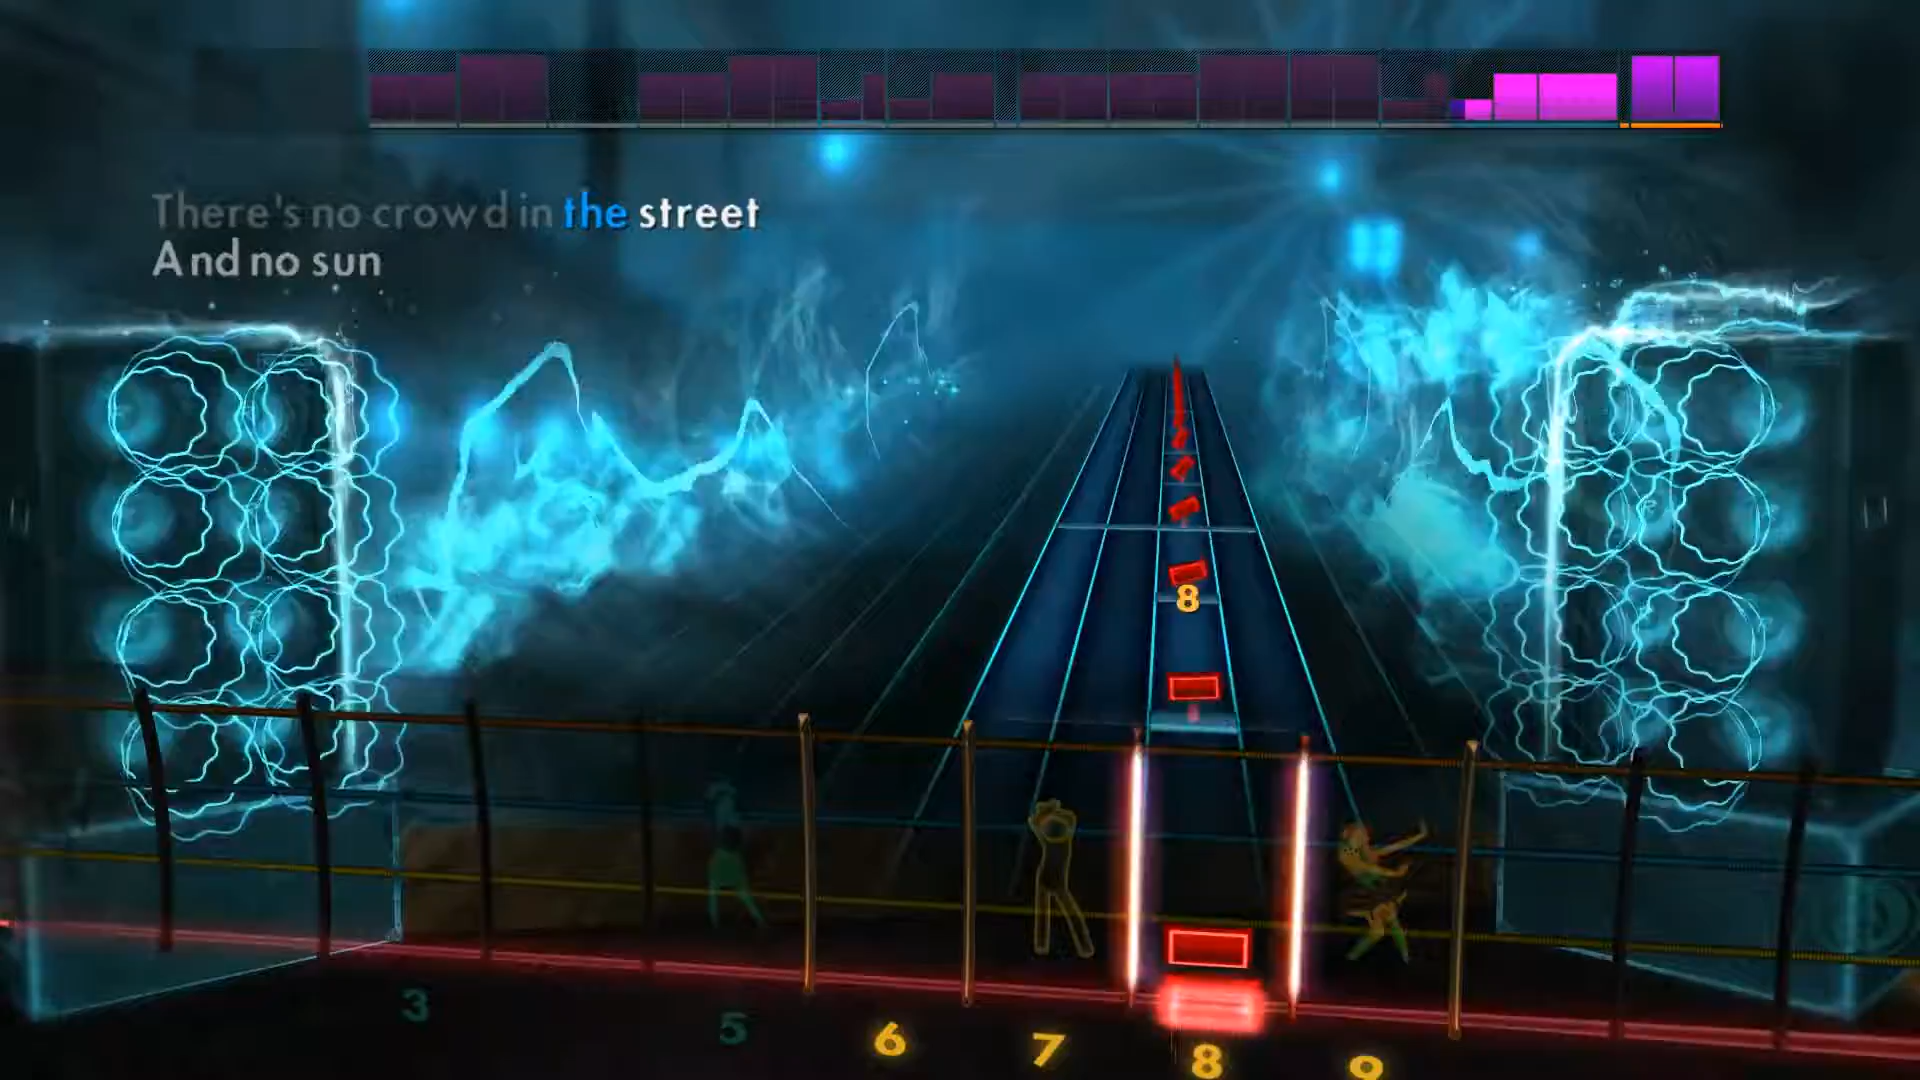 There's no crowd in the street
And no sun
8
3 5 6 7 8 9